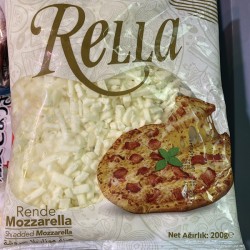 RELLA
Rende
Mozzarella
Shredded Mozzarella
Net Ağırlık: 200g